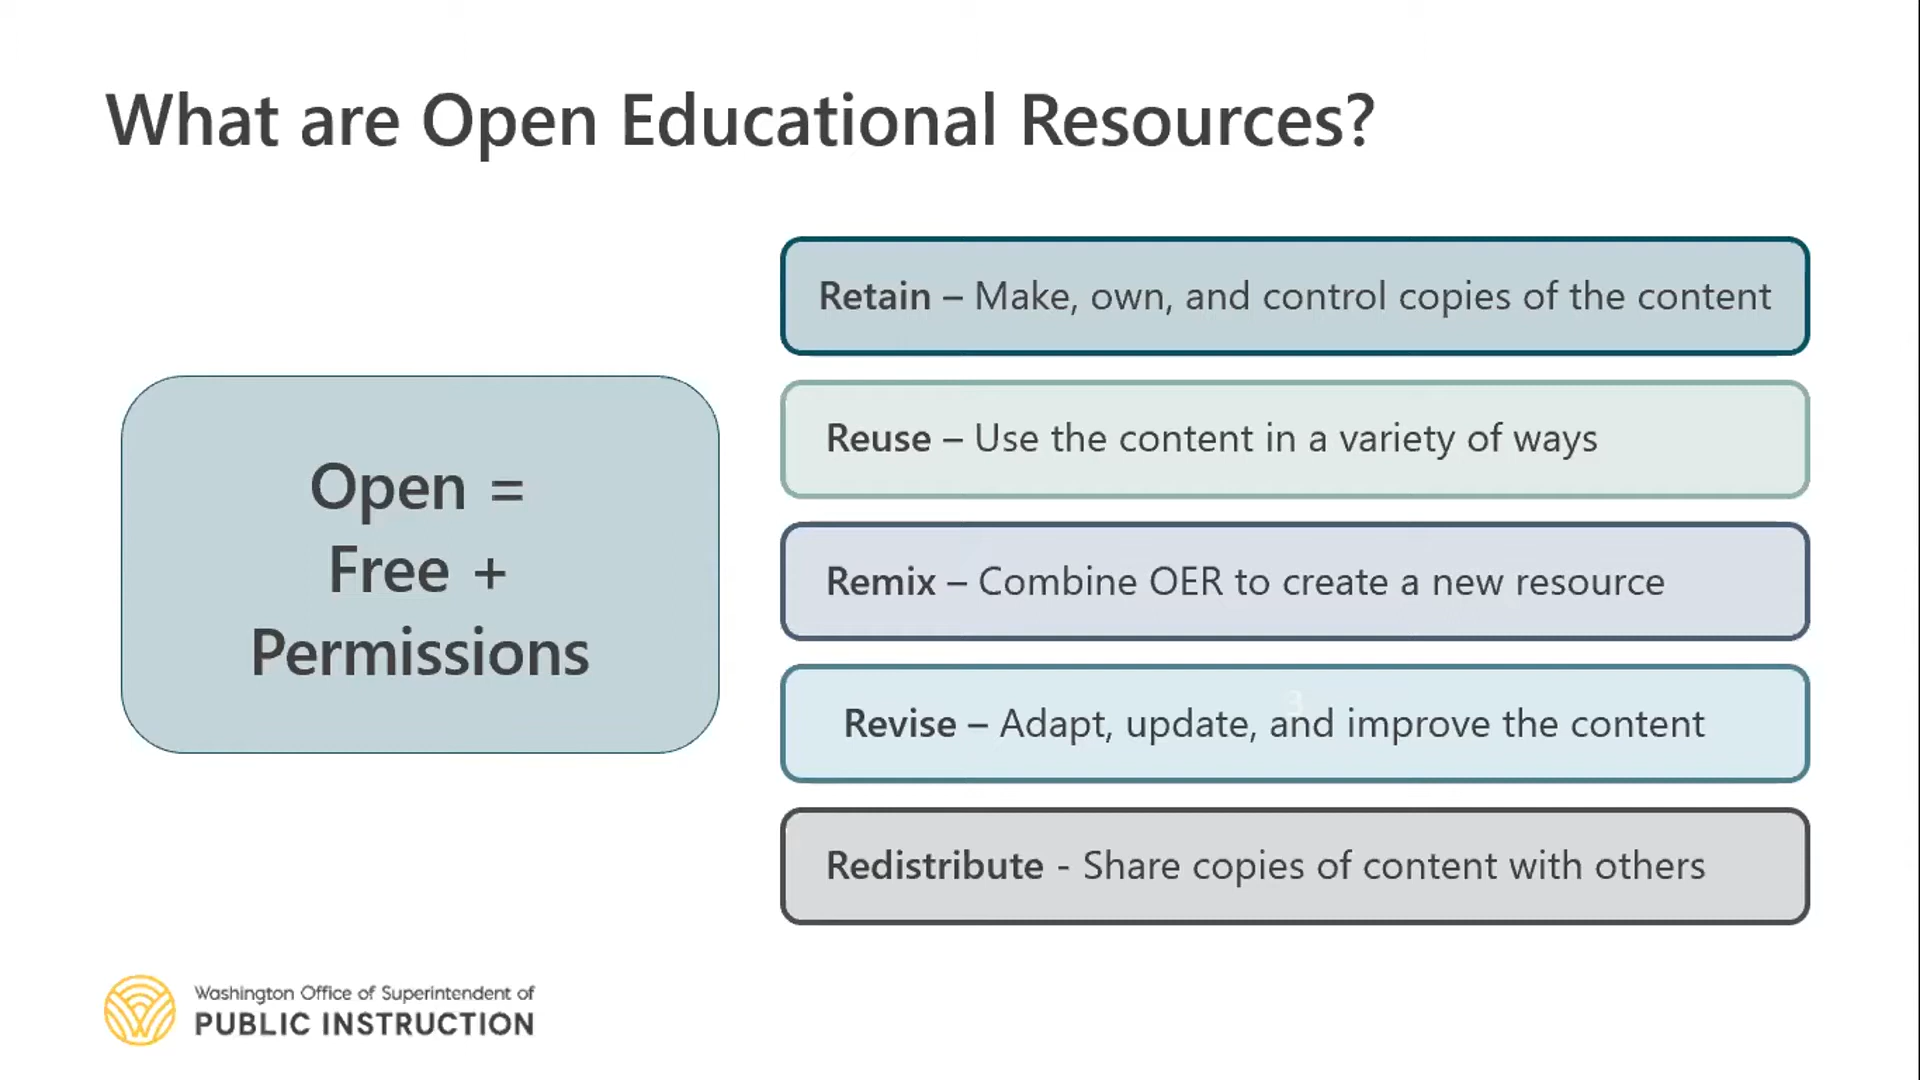 What are Open Educational Resources?
Open =
Free +
Permissions
Retain – Make, own, and control copies of the content
Reuse – Use the content in a variety of ways
Remix – Combine OER to create a new resource
3
Revise – Adapt, update, and improve the content
Redistribute - Share copies of content with others
Washington Office of Superintendent of
PUBLIC INSTRUCTION